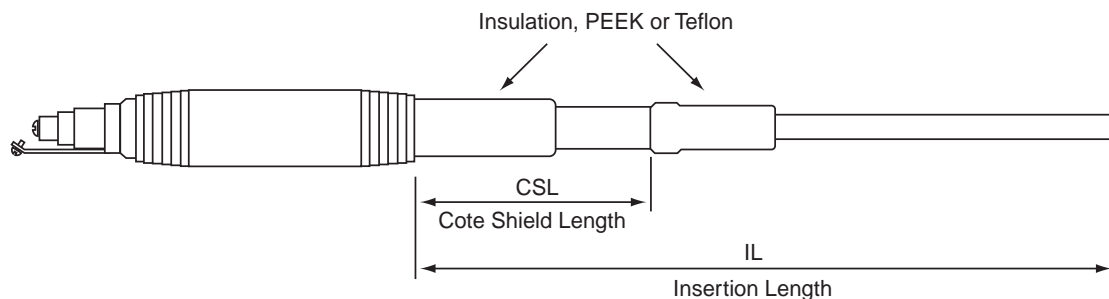 Insulation, PEEK or Teflon
CSL
Cote Shield Length
IL
Insertion Length